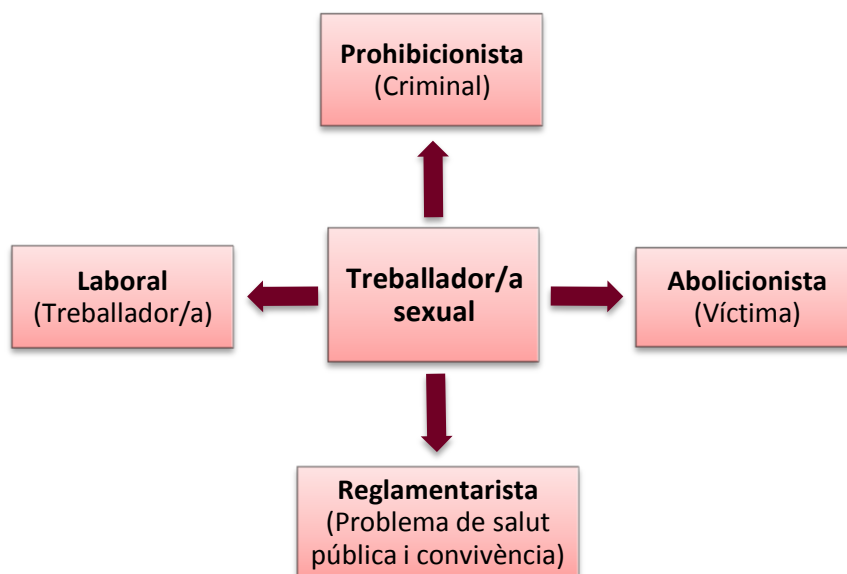 Prohibicionista
(Criminal)
Laboral
(Treballador/a)
Treballador/a
sexual
Abolicionista
(Víctima)
Reglamentarista
(Problema de salut
pública i convivència)